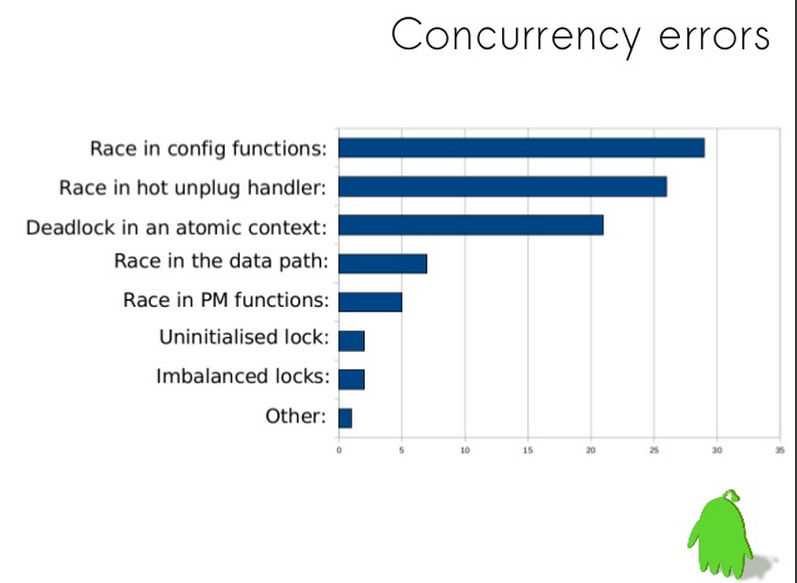 Concurrency errors
Race in config functions:
Race in hot unplug handler:
Deadlock in an atomic context:
Race in the data path:
Race in PM functions:
Uninitialised lock:
Imbalanced locks:
Other:
0 5 10 15 20 25 30 35